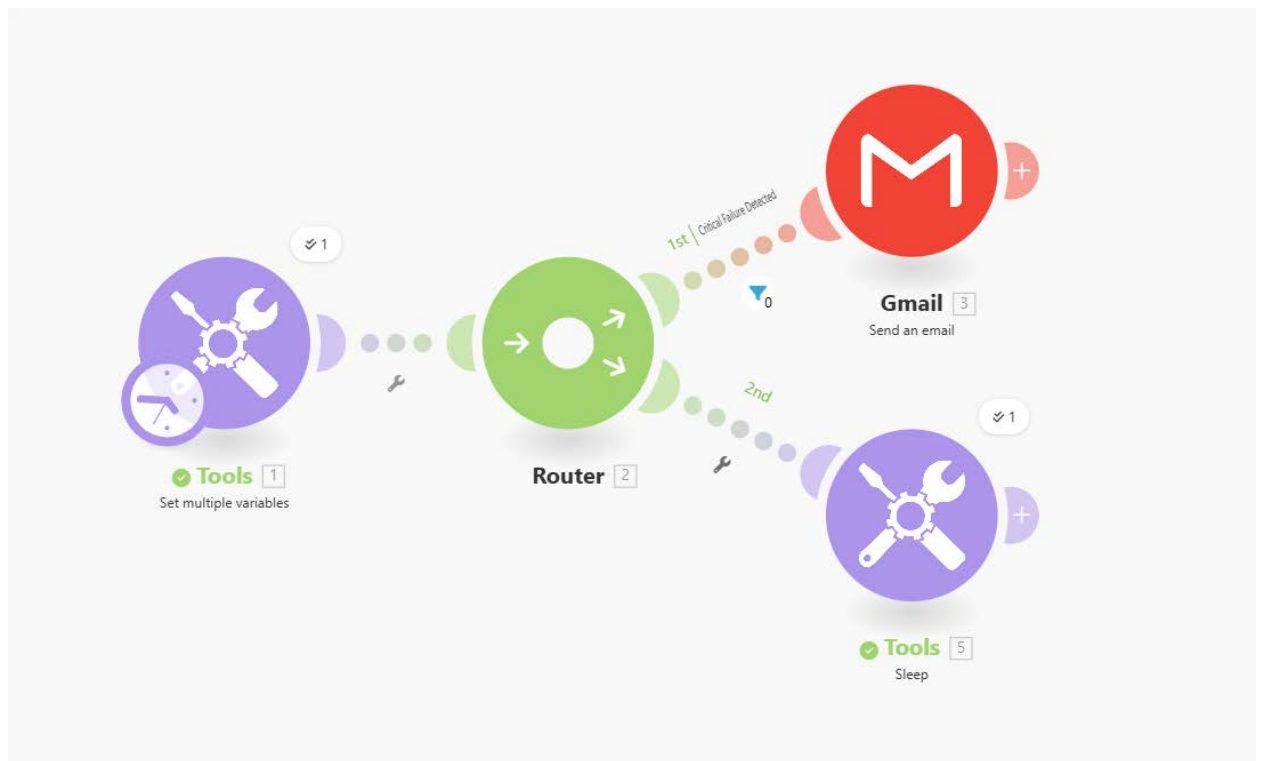 1
Tools 1
Set multiple variables
Router 2
1st | Critical Failure Detected
0
Gmail 3
Send an email
2nd
1
Tools 5
Sleep